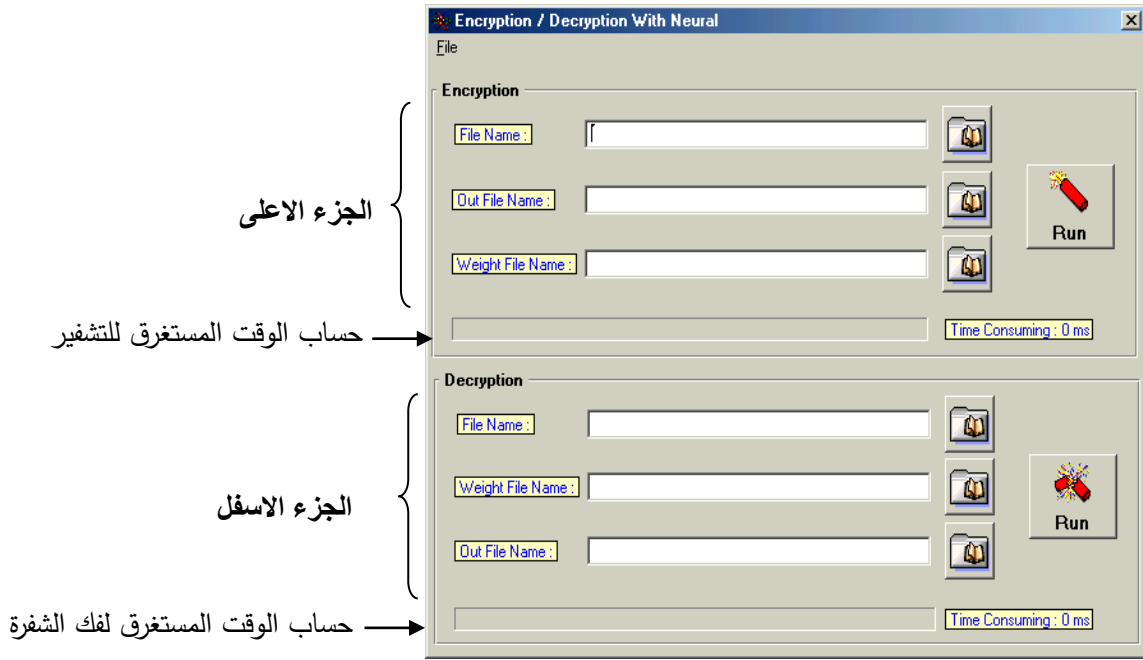 Encryption / Decryption With Neural
File
Encryption
File Name :
Out File Name :
الجزء الاعلى
Run
Weight File Name :
حساب الوقت المستغرق للتشفير
Time Consuming : 0 ms
Decryption
File Name :
Weight File Name :
الجزء الاسفل
Run
Out File Name :
حساب الوقت المستغرق لفك الشفرة
Time Consuming : 0 ms